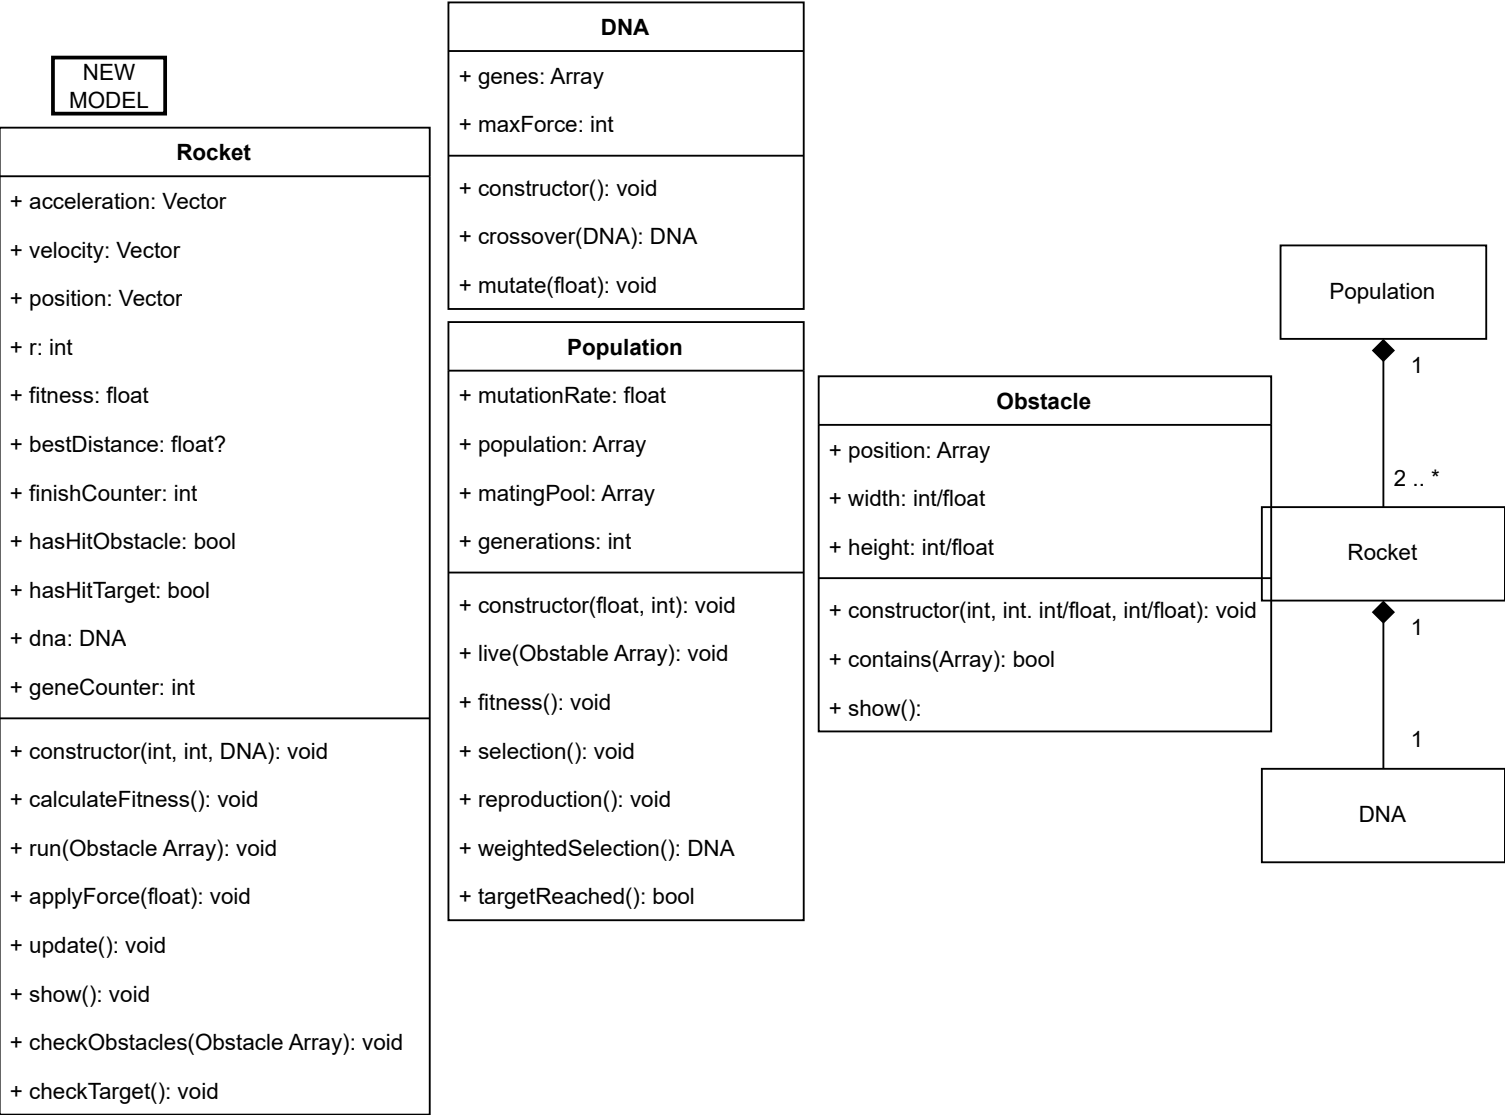 NEW
MODEL
Rocket
+ acceleration: Vector
+ velocity: Vector
+ position: Vector
+ r: int
+ fitness: float
+ bestDistance: float?
+ finishCounter: int
+ hasHitObstacle: bool
+ hasHitTarget: bool
+ dna: DNA
+ geneCounter: int
+ constructor(int, int, DNA): void
+ calculateFitness(): void
+ run(Obstacle Array): void
+ applyForce(float): void
+ update(): void
+ show(): void
+ checkObstacles(Obstacle Array): void
+ checkTarget(): void
DNA
+ genes: Array
+ maxForce: int
+ constructor(): void
+ crossover(DNA): DNA
+ mutate(float): void
Population
+ mutationRate: float
+ population: Array
+ matingPool: Array
+ generations: int
+ constructor(float, int): void
+ live(Obstable Array): void
+ fitness(): void
+ selection(): void
+ reproduction(): void
+ weightedSelection(): DNA
+ targetReached(): bool
Obstacle
+ position: Array
+ width: int/float
+ height: int/float
+ constructor(int, int. int/float, int/float): void
+ contains(Array): bool
+ show():
Population
1
2 .. *
Rocket
1
1
DNA